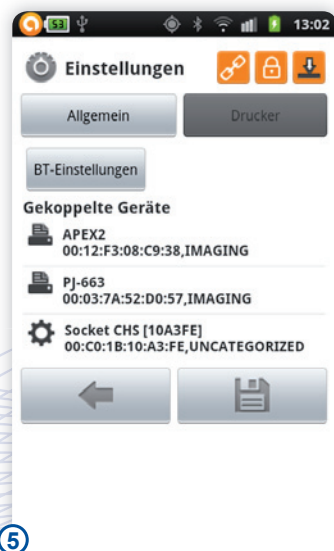 53
13:02
Einstellungen
Allgemein
Drucker
BT-Einstellungen
Gekoppelte Geräte
APEX2
00:12:F3:08:C9:38,IMAGING
PJ-663
00:03:7A:52:D0:57,IMAGING
Socket CHS [10A3FE]
00:C0:1B:10:A3:FE,UNCATEGORIZED
5